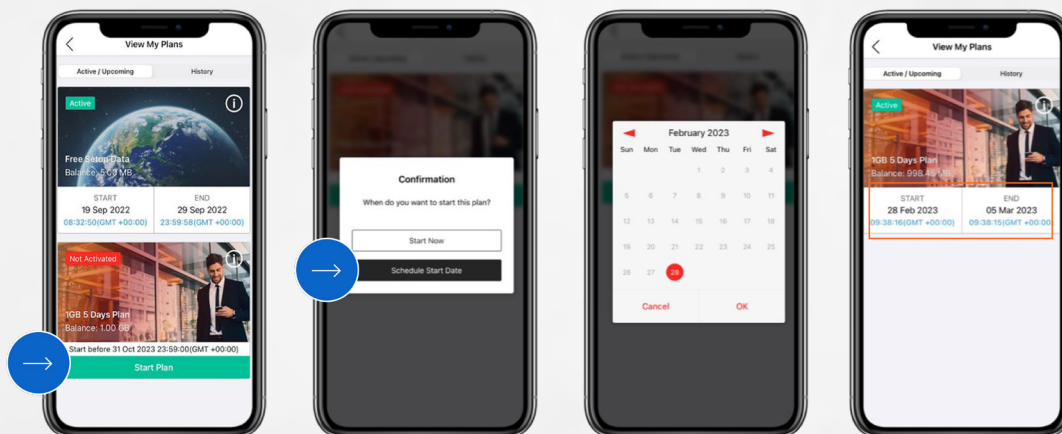 View My Plans
Active / Upcoming
History
Active
Free Setup Data
Balance: 5.00 MB
START
END
19 Sep 2022
29 Sep 2022
08:32:50(GMT +00:00)
23:59:58(GMT +00:00)
Not Activated
1GB 5 Days Plan
Balance: 1.00 GB
Start before 31 Oct 2023 23:59:00(GMT +00:00)
Start Plan
Confirmation
When do you want to start this plan?
Start Now
Schedule Start Date
February 2023
Sun Mon Tue Wed Thu Fri Sat
1 2 3 4
5 6 7 8 9 10 11
12 13 14 15 16 17 18
19 20 21 22 23 24 25
26 27 28
Cancel
OK
View My Plans
Active / Upcoming
History
Active
1GB 5 Days Plan
Balance: 998.45 MB
START
END
28 Feb 2023
05 Mar 2023
09:38:16(GMT +00:00)
09:38:15(GMT +00:00